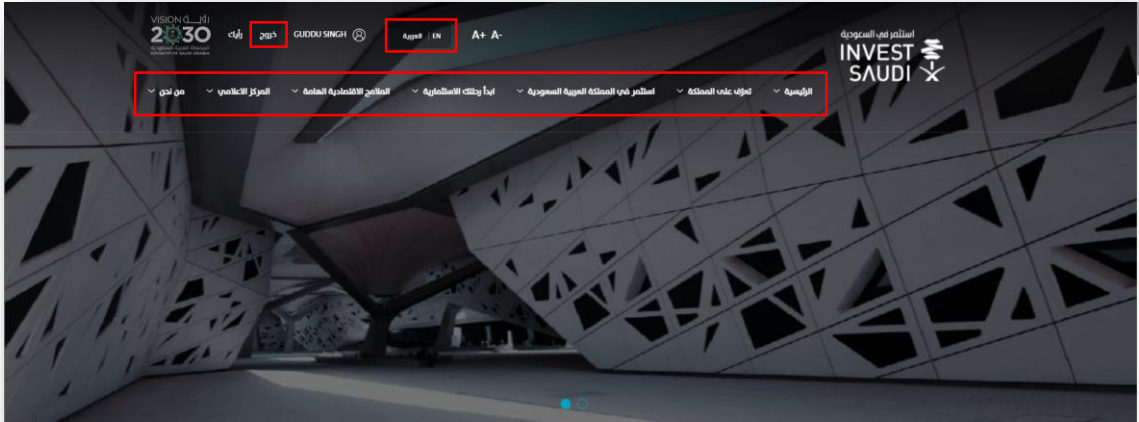 استثمر في السعودية
INVEST
SAUDI
A+ A-
العربية | EN
GUDDU SINGH
خروج
رأيك
VISION رؤيـــة
2030
المملكة العربية السعودية
KINGDOM OF SAUDI ARABIA
الرئيسية
تعرّف على المملكة
استثمر في المملكة العربية السعودية
ابدأ رحلتك الاستثمارية
الملامح الاقتصادية الهامة
المركز الاعلامي
من نحن